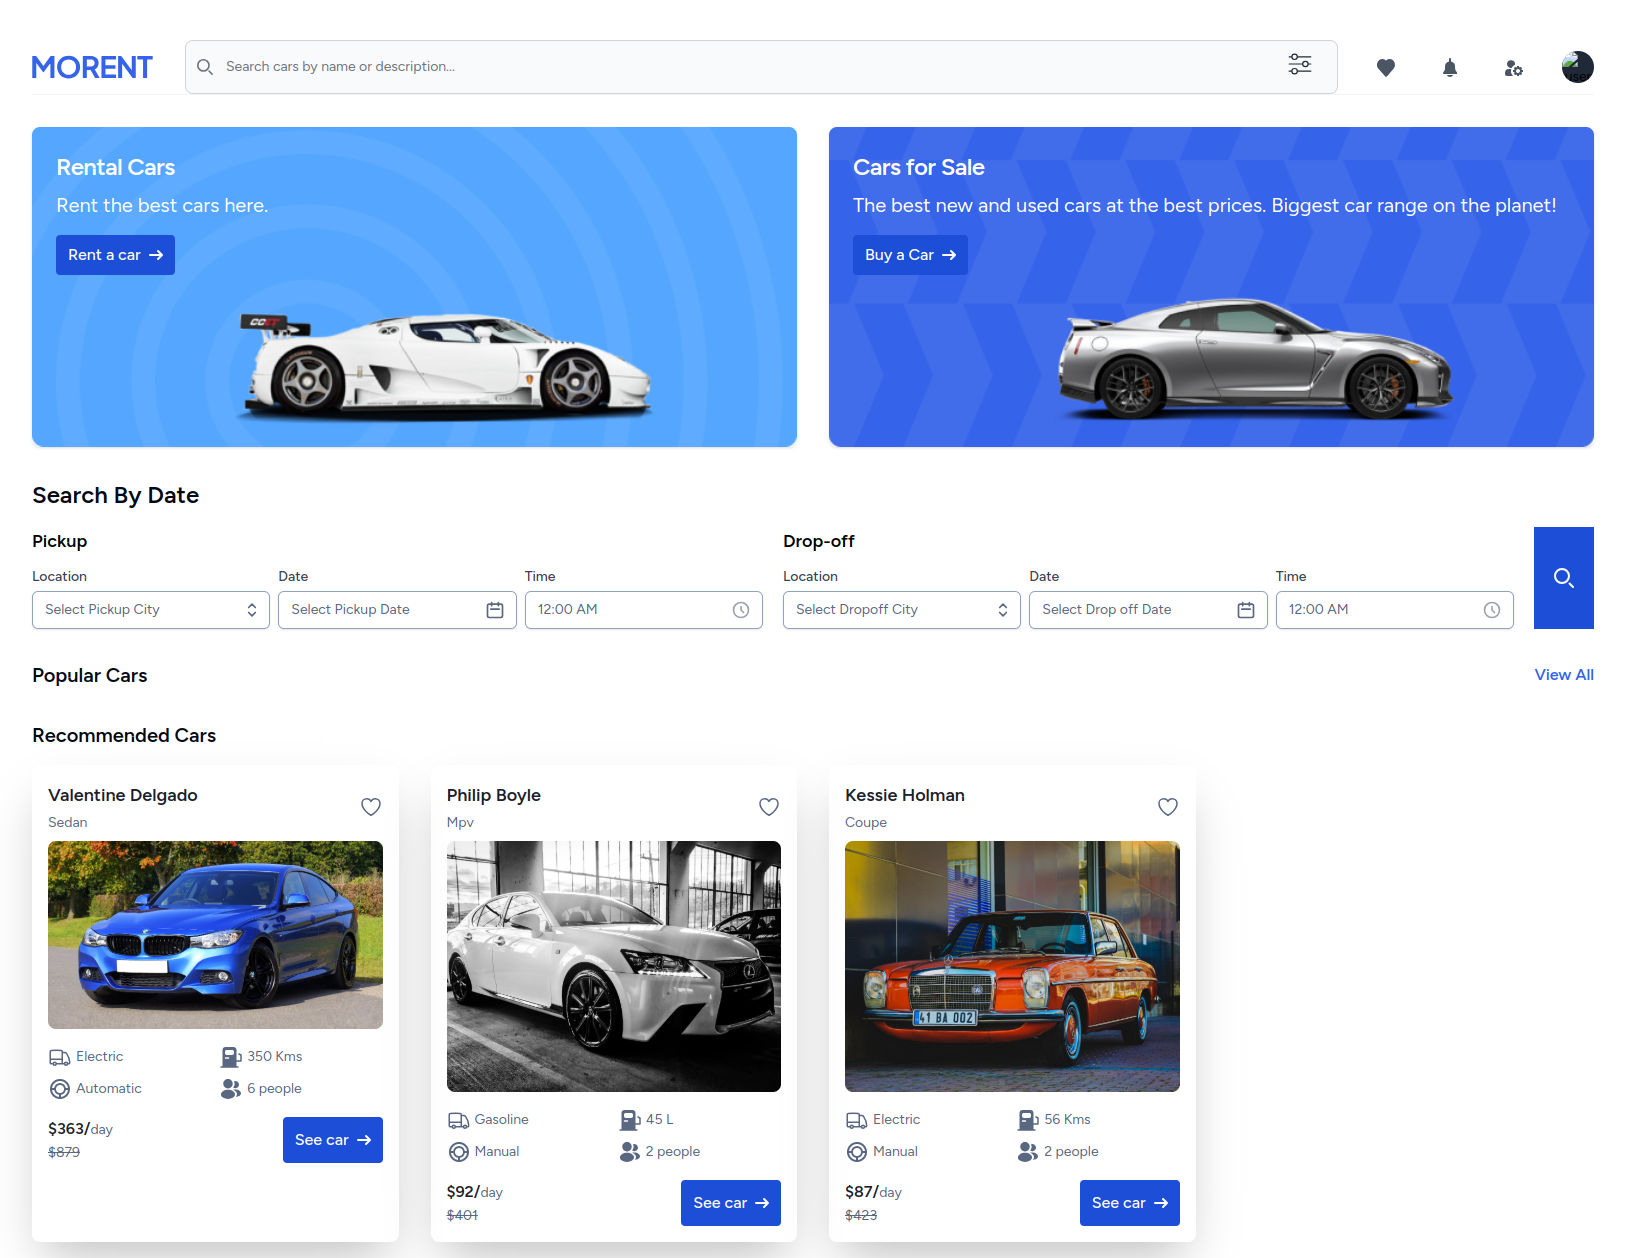 MORENT
Search cars by name or description...
user
Rental Cars
Rent the best cars here.
Rent a car
CCGT
Cars for Sale
The best new and used cars at the best prices. Biggest car range on the planet!
Buy a Car
Search By Date
Pickup
Location
Select Pickup City
Date
Select Pickup Date
Time
12:00 AM
Drop-off
Location
Select Dropoff City
Date
Select Drop off Date
Time
12:00 AM
Popular Cars
View All
Recommended Cars
Valentine Delgado
Sedan
Electric
350 Kms
Automatic
6 people
$363/day
$879
See car
Philip Boyle
Mpv
Gasoline
45 L
Manual
2 people
$92/day
$401
See car
Kessie Holman
Coupe
41 BA 002
Electric
56 Kms
Manual
2 people
$87/day
$423
See car